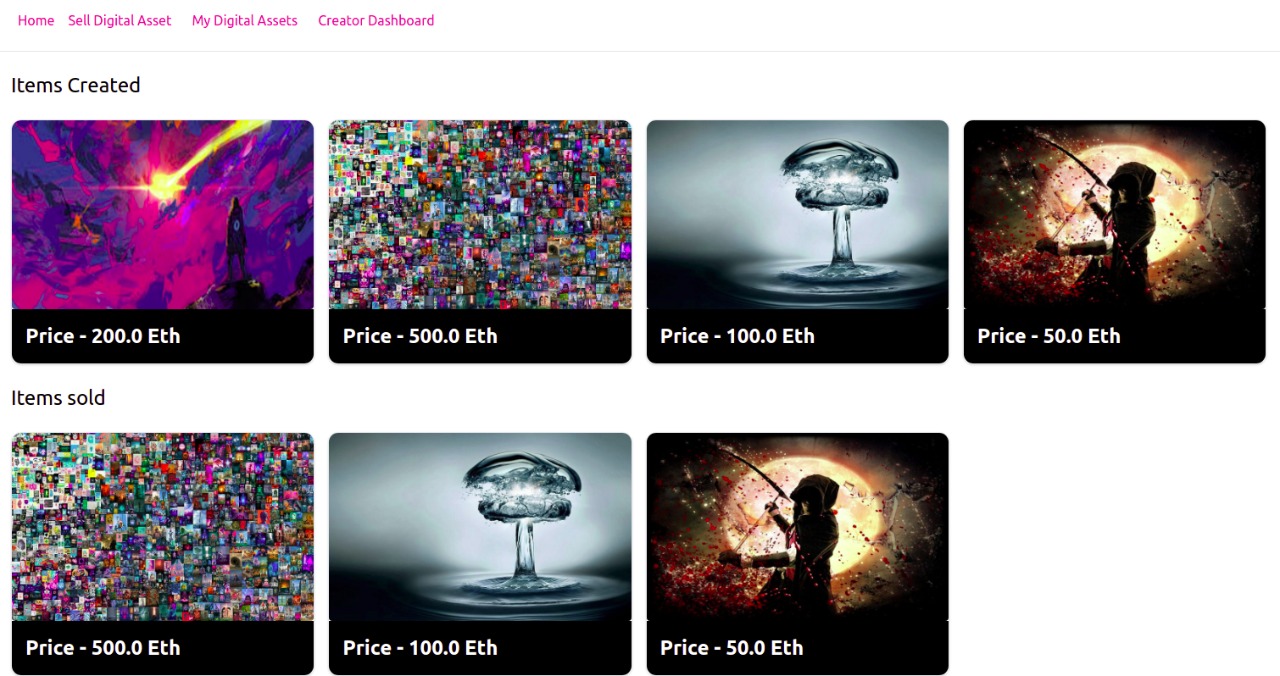 Home Sell Digital Asset My Digital Assets Creator Dashboard
Items Created
Price - 200.0 Eth Price - 500.0 Eth Price - 100.0 Eth Price - 50.0 Eth
Items sold
Price - 500.0 Eth Price - 100.0 Eth Price - 50.0 Eth